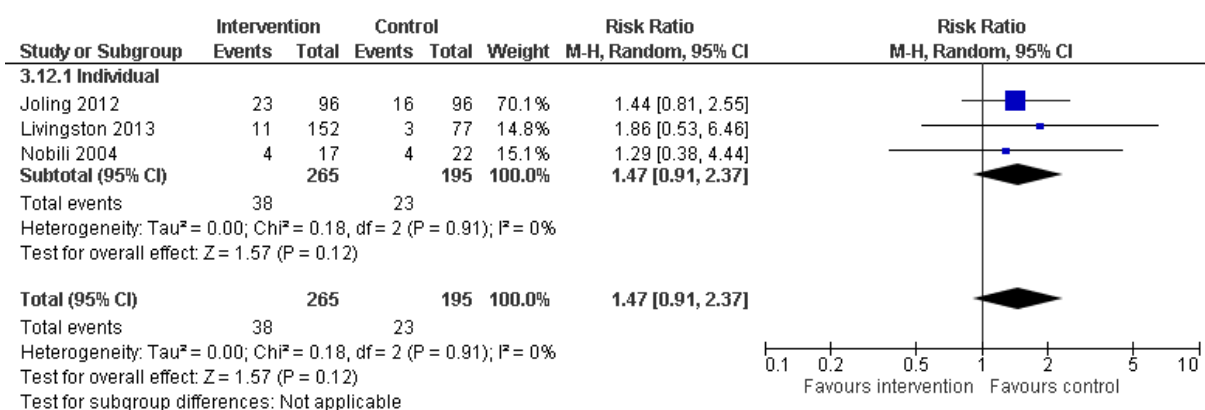 Intervention Control Risk Ratio Risk Ratio
Study or Subgroup Events Total Events Total Weight M-H, Random, 95% CI M-H, Random, 95% CI
3.12.1 Individual
Joling 2012 23 96 16 96 70.1% 1.44 [0.81, 2.55]
Livingston 2013 11 152 3 77 14.8% 1.86 [0.53, 6.46]
Nobili 2004 4 17 4 22 15.1% 1.29 [0.38, 4.44]
Subtotal (95% CI) 265 195 100.0% 1.47 [0.91, 2.37]
Total events 38 23
Heterogeneity: Tau² = 0.00; Chi² = 0.18, df = 2 (P = 0.91); I² = 0%
Test for overall effect: Z = 1.57 (P = 0.12)
Total (95% CI) 265 195 100.0% 1.47 [0.91, 2.37]
Total events 38 23
Heterogeneity: Tau² = 0.00; Chi² = 0.18, df = 2 (P = 0.91); I² = 0%
Test for overall effect: Z = 1.57 (P = 0.12)
Test for subgroup differences: Not applicable
0.1 0.2 0.5 1 2 5 10
Favours intervention Favours control